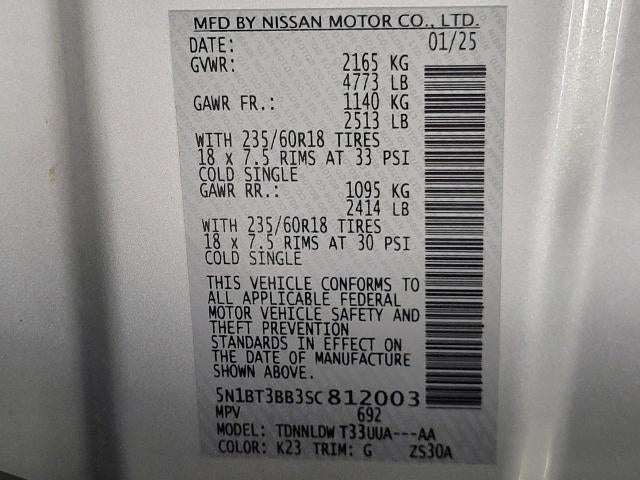 MFD BY NISSAN MOTOR CO., LTD.
DATE: 01/25
GVWR: 2165 KG
4773 LB
GAWR FR.: 1140 KG
2513 LB
WITH 235/60R18 TIRES
18 x 7.5 RIMS AT 33 PSI
COLD SINGLE
GAWR RR.: 1095 KG
2414 LB
WITH 235/60R18 TIRES
18 x 7.5 RIMS AT 30 PSI
COLD SINGLE
THIS VEHICLE CONFORMS TO
ALL APPLICABLE FEDERAL
MOTOR VEHICLE SAFETY AND
THEFT PREVENTION
STANDARDS IN EFFECT ON
THE DATE OF MANUFACTURE
SHOWN ABOVE.
5N1BT3BB3SC812003
MPV 692
MODEL: TDNNLDW T33UUA---AA
COLOR: K23 TRIM: G ZS30A